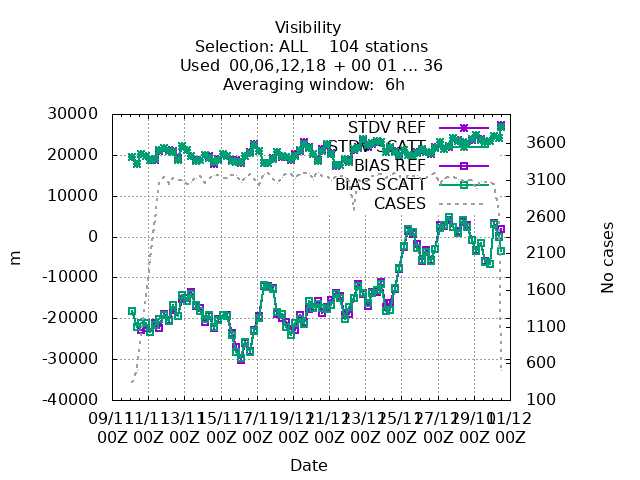 Visibility
Selection: ALL    104 stations
Used  00,06,12,18 + 00 01 ... 36
Averaging window:  6h
30000
20000
10000
0
-10000
-20000
-30000
-40000
m
STDV REF
STDV SCATT
BIAS REF
BIAS SCATT
CASES
3600
3100
2600
2100
1600
1100
600
100
No cases
09/11 11/11 13/11 15/11 17/11 19/11 21/11 23/11 25/11 27/11 29/11 01/12
00Z 00Z 00Z 00Z 00Z 00Z 00Z 00Z 00Z 00Z 00Z 00Z
Date